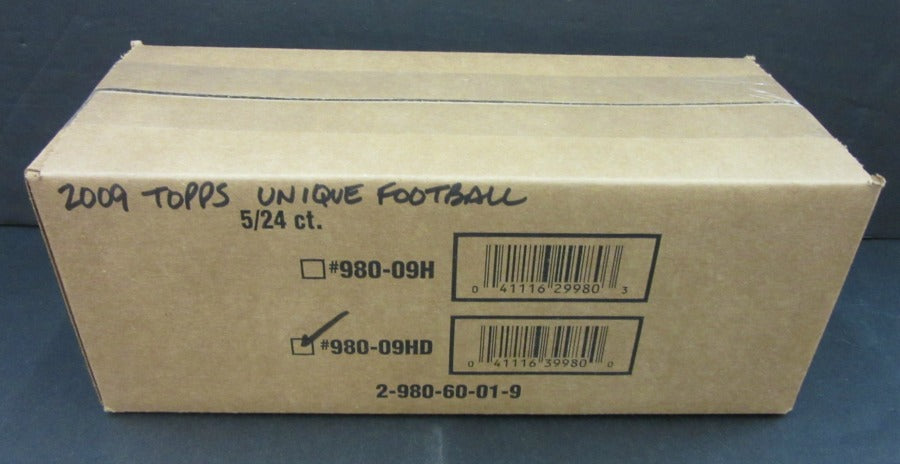 2009 TOPPS UNIQUE FOOTBALL
5/24 ct.
#980-09H
0 41116 29980 3
#980-09HD
0 41116 39980 0
2-980-60-01-9